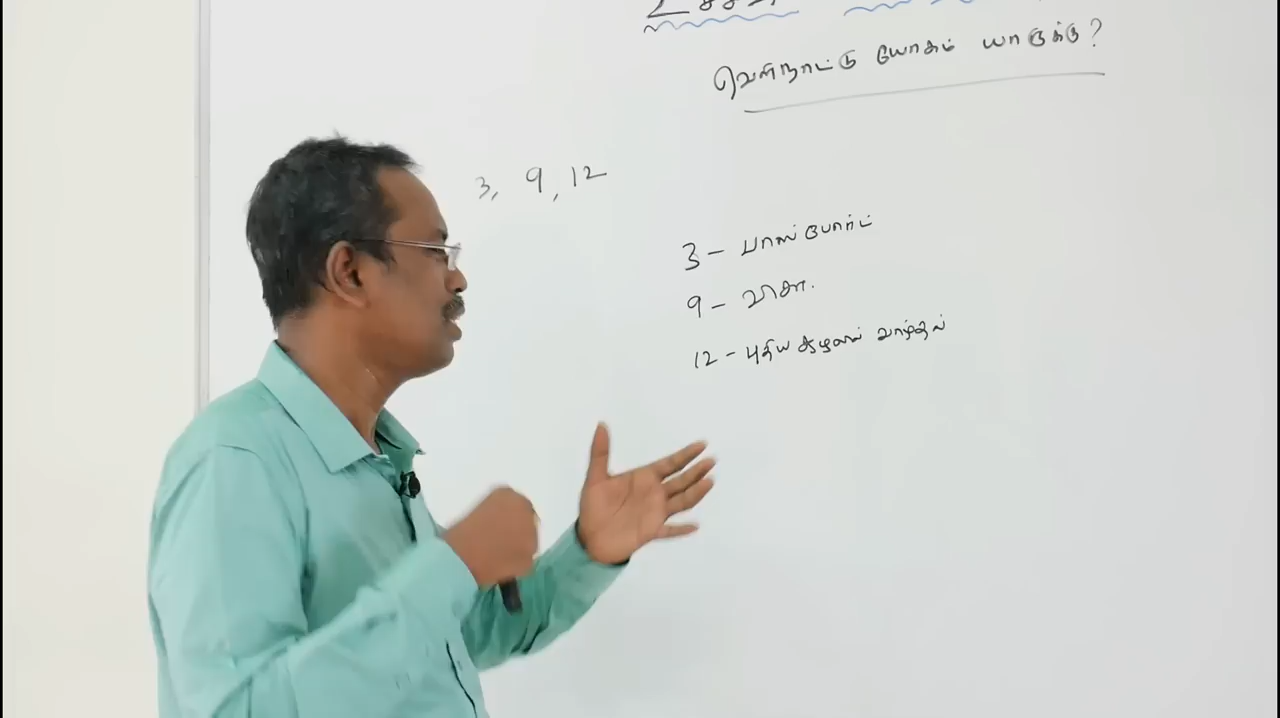 வெளிநாட்டு யோகம் யாருக்கு?
3, 9, 12
3 - பாஸ்போர்ட்
9 - விசா.
12 - புதிய சூழலில் வாழ்தல்